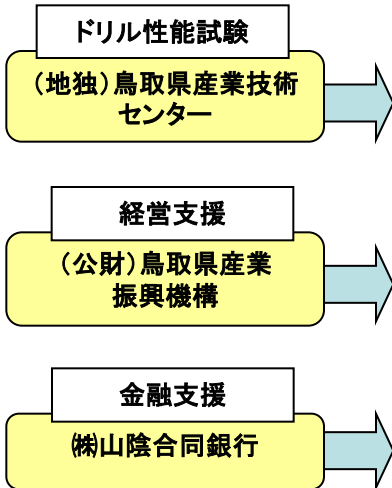 ドリル性能試験
（地独）鳥取県産業技術
センター
経営支援
（公財）鳥取県産業
振興機構
金融支援
㈱山陰合同銀行